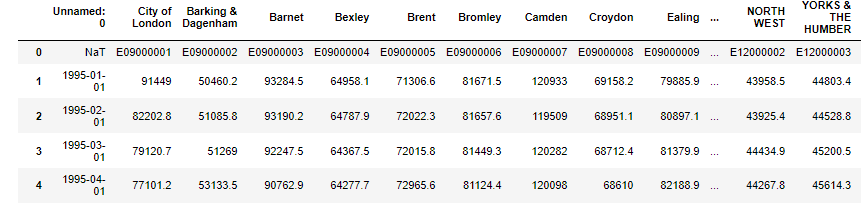 Unnamed: 0 City of London Barking & Dagenham Barnet Bexley Brent Bromley Camden Croydon Ealing ... NORTH WEST YORKS & THE HUMBER
0 NaT E09000001 E09000002 E09000003 E09000004 E09000005 E09000006 E09000007 E09000008 E09000009 ... E12000002 E12000003
1 1995-01-01 91449 50460.2 93284.5 64958.1 71306.6 81671.5 120933 69158.2 79885.9 ... 43958.5 44803.4
2 1995-02-01 82202.8 51085.8 93190.2 64787.9 72022.3 81657.6 119509 68951.1 80897.1 ... 43925.4 44528.8
3 1995-03-01 79120.7 51269 92247.5 64367.5 72015.8 81449.3 120282 68712.4 81379.9 ... 44434.9 45200.5
4 1995-04-01 77101.2 53133.5 90762.9 64277.7 72965.6 81124.4 120098 68610 82188.9 ... 44267.8 45614.3